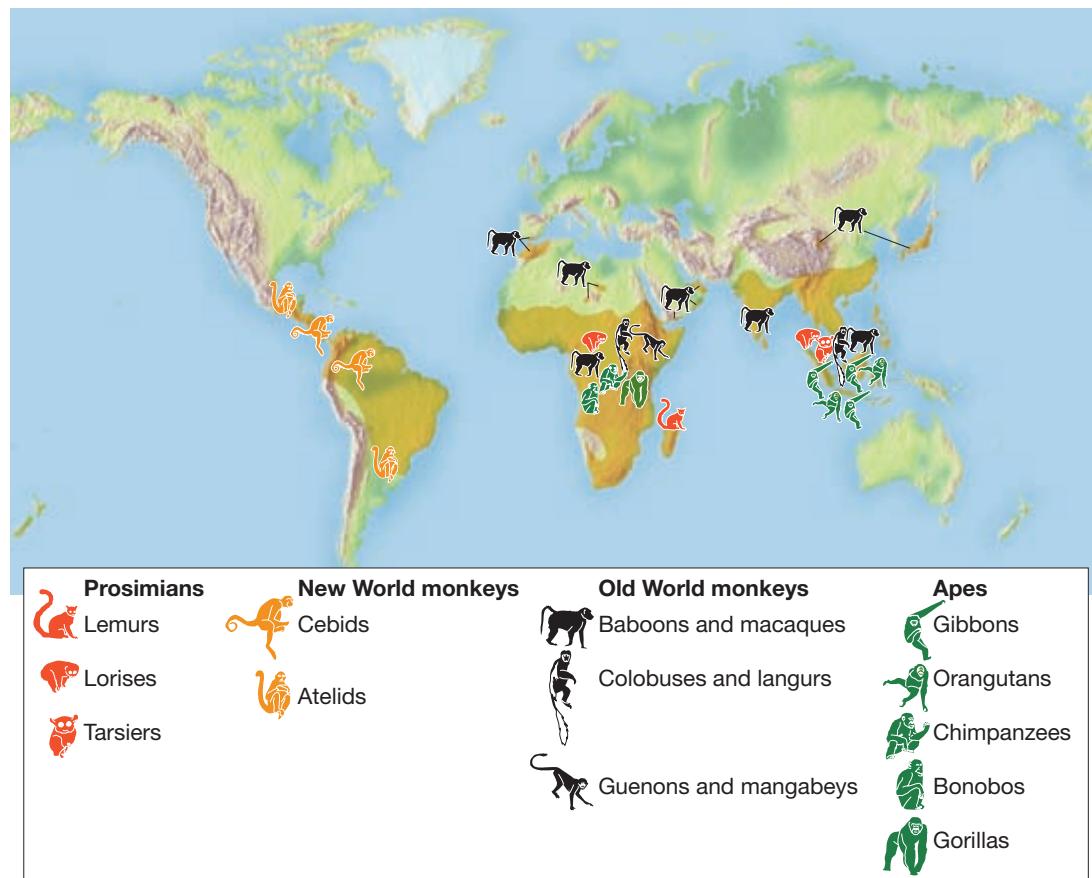 Prosimians
Lemurs
Lorises
Tarsiers
New World monkeys
Cebids
Atelids
Old World monkeys
Baboons and macaques
Colobuses and langurs
Guenons and mangabeys
Apes
Gibbons
Orangutans
Chimpanzees
Bonobos
Gorillas